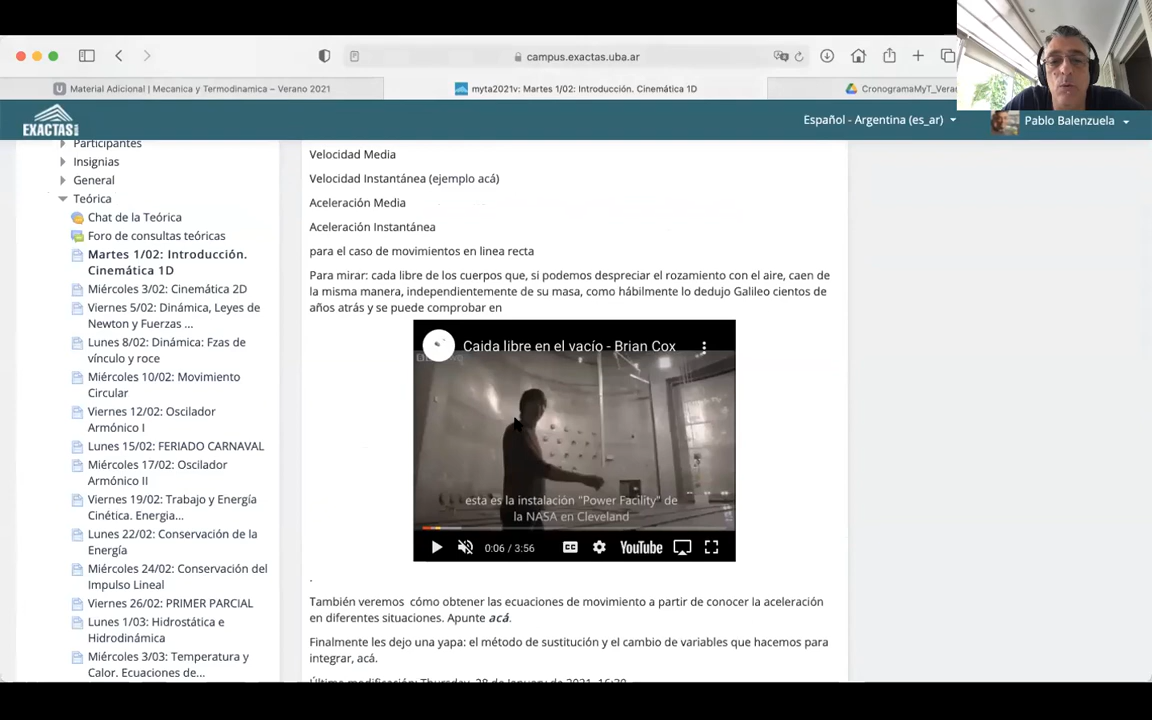 campus.exactas.uba.ar
Material Adicional | Mecanica y Termodinamica – Verano 2021
myta2021v: Martes 1/02: Introducción. Cinemática 1D
CronogramaMyT_Vera
EXACTAS
Español - Argentina (es_ar)
Pablo Balenzuela
Participantes
Insignias
General
Teórica
Chat de la Teórica
Foro de consultas teóricas
Martes 1/02: Introducción.
Cinemática 1D
Miércoles 3/02: Cinemática 2D
Viernes 5/02: Dinámica, Leyes de
Newton y Fuerzas ...
Lunes 8/02: Dinámica: Fzas de
vínculo y roce
Miércoles 10/02: Movimiento
Circular
Viernes 12/02: Oscilador
Armónico I
Lunes 15/02: FERIADO CARNAVAL
Miércoles 17/02: Oscilador
Armónico II
Viernes 19/02: Trabajo y Energía
Cinética. Energia...
Lunes 22/02: Conservación de la
Energía
Miércoles 24/02: Conservación del
Impulso Lineal
Viernes 26/02: PRIMER PARCIAL
Lunes 1/03: Hidrostática e
Hidrodinámica
Miércoles 3/03: Temperatura y
Calor. Ecuaciones de...
Velocidad Media
Velocidad Instantánea (ejemplo acá)
Aceleración Media
Aceleración Instantánea
para el caso de movimientos en linea recta
Para mirar: cada libre de los cuerpos que, si podemos despreciar el rozamiento con el aire, caen de
la misma manera, independientemente de su masa, como hábilmente lo dedujo Galileo cientos de
años atrás y se puede comprobar en
Caida libre en el vacío - Brian Cox
esta es la instalación "Power Facility" de
la NASA en Cleveland
0:06 / 3:56
CC
YouTube
.
También veremos cómo obtener las ecuaciones de movimiento a partir de conocer la aceleración
en diferentes situaciones. Apunte acá.
Finalmente les dejo una yapa: el método de sustitución y el cambio de variables que hacemos para
integrar, acá.
Última modificación: Thursday, 28 de January de 2021, 16:20